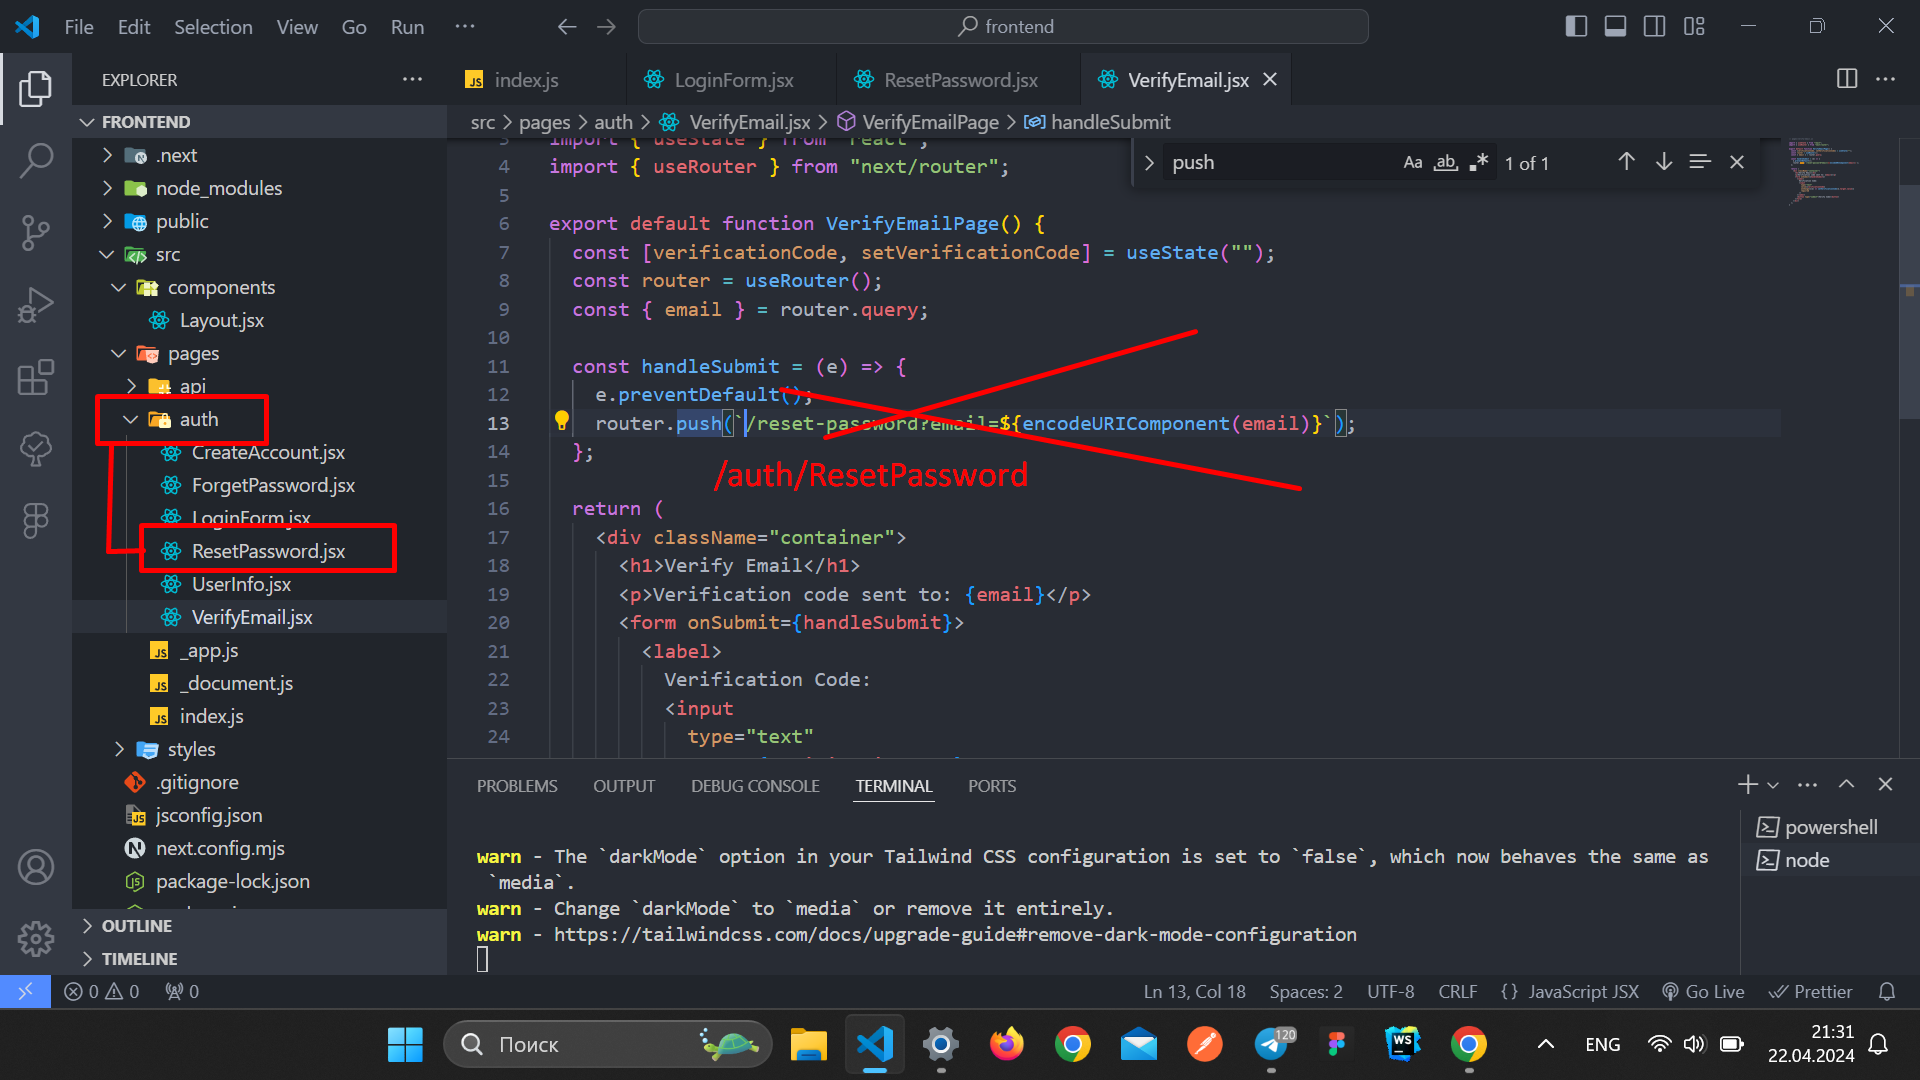 File Edit Selection View Go Run ···
frontend
EXPLORER
index.js LoginForm.jsx ResetPassword.jsx VerifyEmail.jsx
FRONTEND
src > pages > auth > VerifyEmail.jsx > VerifyEmailPage > handleSubmit
push
Aa ab .* 1 of 1
.next
node_modules
public
src
components
Layout.jsx
pages
api
auth
CreateAccount.jsx
ForgetPassword.jsx
LoginForm.jsx
ResetPassword.jsx
UserInfo.jsx
VerifyEmail.jsx
_app.js
_document.js
index.js
styles
.gitignore
jsconfig.json
next.config.mjs
package-lock.json
OUTLINE
TIMELINE
3 import { useState } from "react";
4 import { useRouter } from "next/router";
5
6 export default function VerifyEmailPage() {
7 const [verificationCode, setVerificationCode] = useState("");
8 const router = useRouter();
9 const { email } = router.query;
10
11 const handleSubmit = (e) => {
12 e.preventDefault();
13 router.push(`/reset-password?email=${encodeURIComponent(email)}`);
14 };
/auth/ResetPassword
15
16 return (
17 <div className="container">
18 <h1>Verify Email</h1>
19 <p>Verification code sent to: {email}</p>
20 <form onSubmit={handleSubmit}>
21 <label>
22 Verification Code:
23 <input
24 type="text"
PROBLEMS OUTPUT DEBUG CONSOLE TERMINAL PORTS
warn - The `darkMode` option in your Tailwind CSS configuration is set to `false`, which now behaves the same as
`media`.
warn - Change `darkMode` to `media` or remove it entirely.
warn - https://tailwindcss.com/docs/upgrade-guide#remove-dark-mode-configuration
powershell
node
0 0 0
Ln 13, Col 18 Spaces: 2 UTF-8 CRLF {} JavaScript JSX Go Live Prettier
Поиск
120
WS
ENG
21:31
22.04.2024